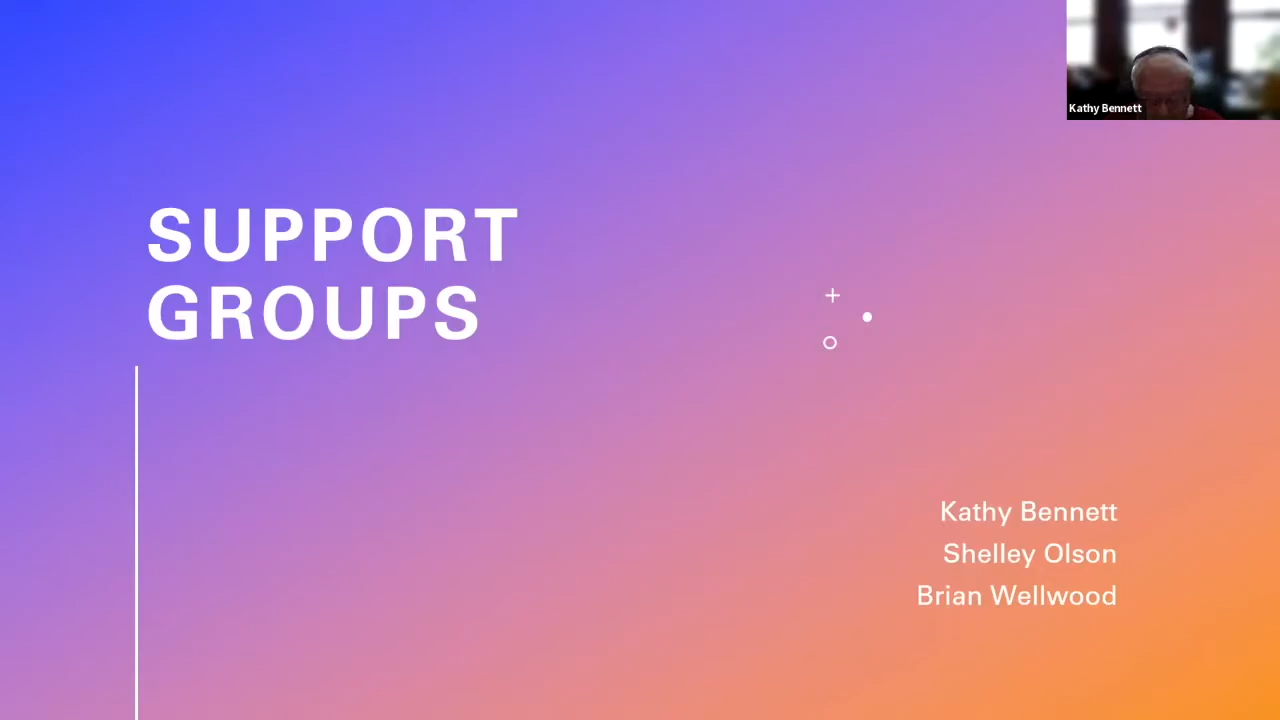 Kathy Bennett
SUPPORT
GROUPS
Kathy Bennett
Shelley Olson
Brian Wellwood